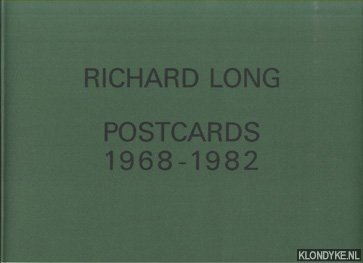 RICHARD LONG
POSTCARDS
1968-1982
KLONDYKE.NL